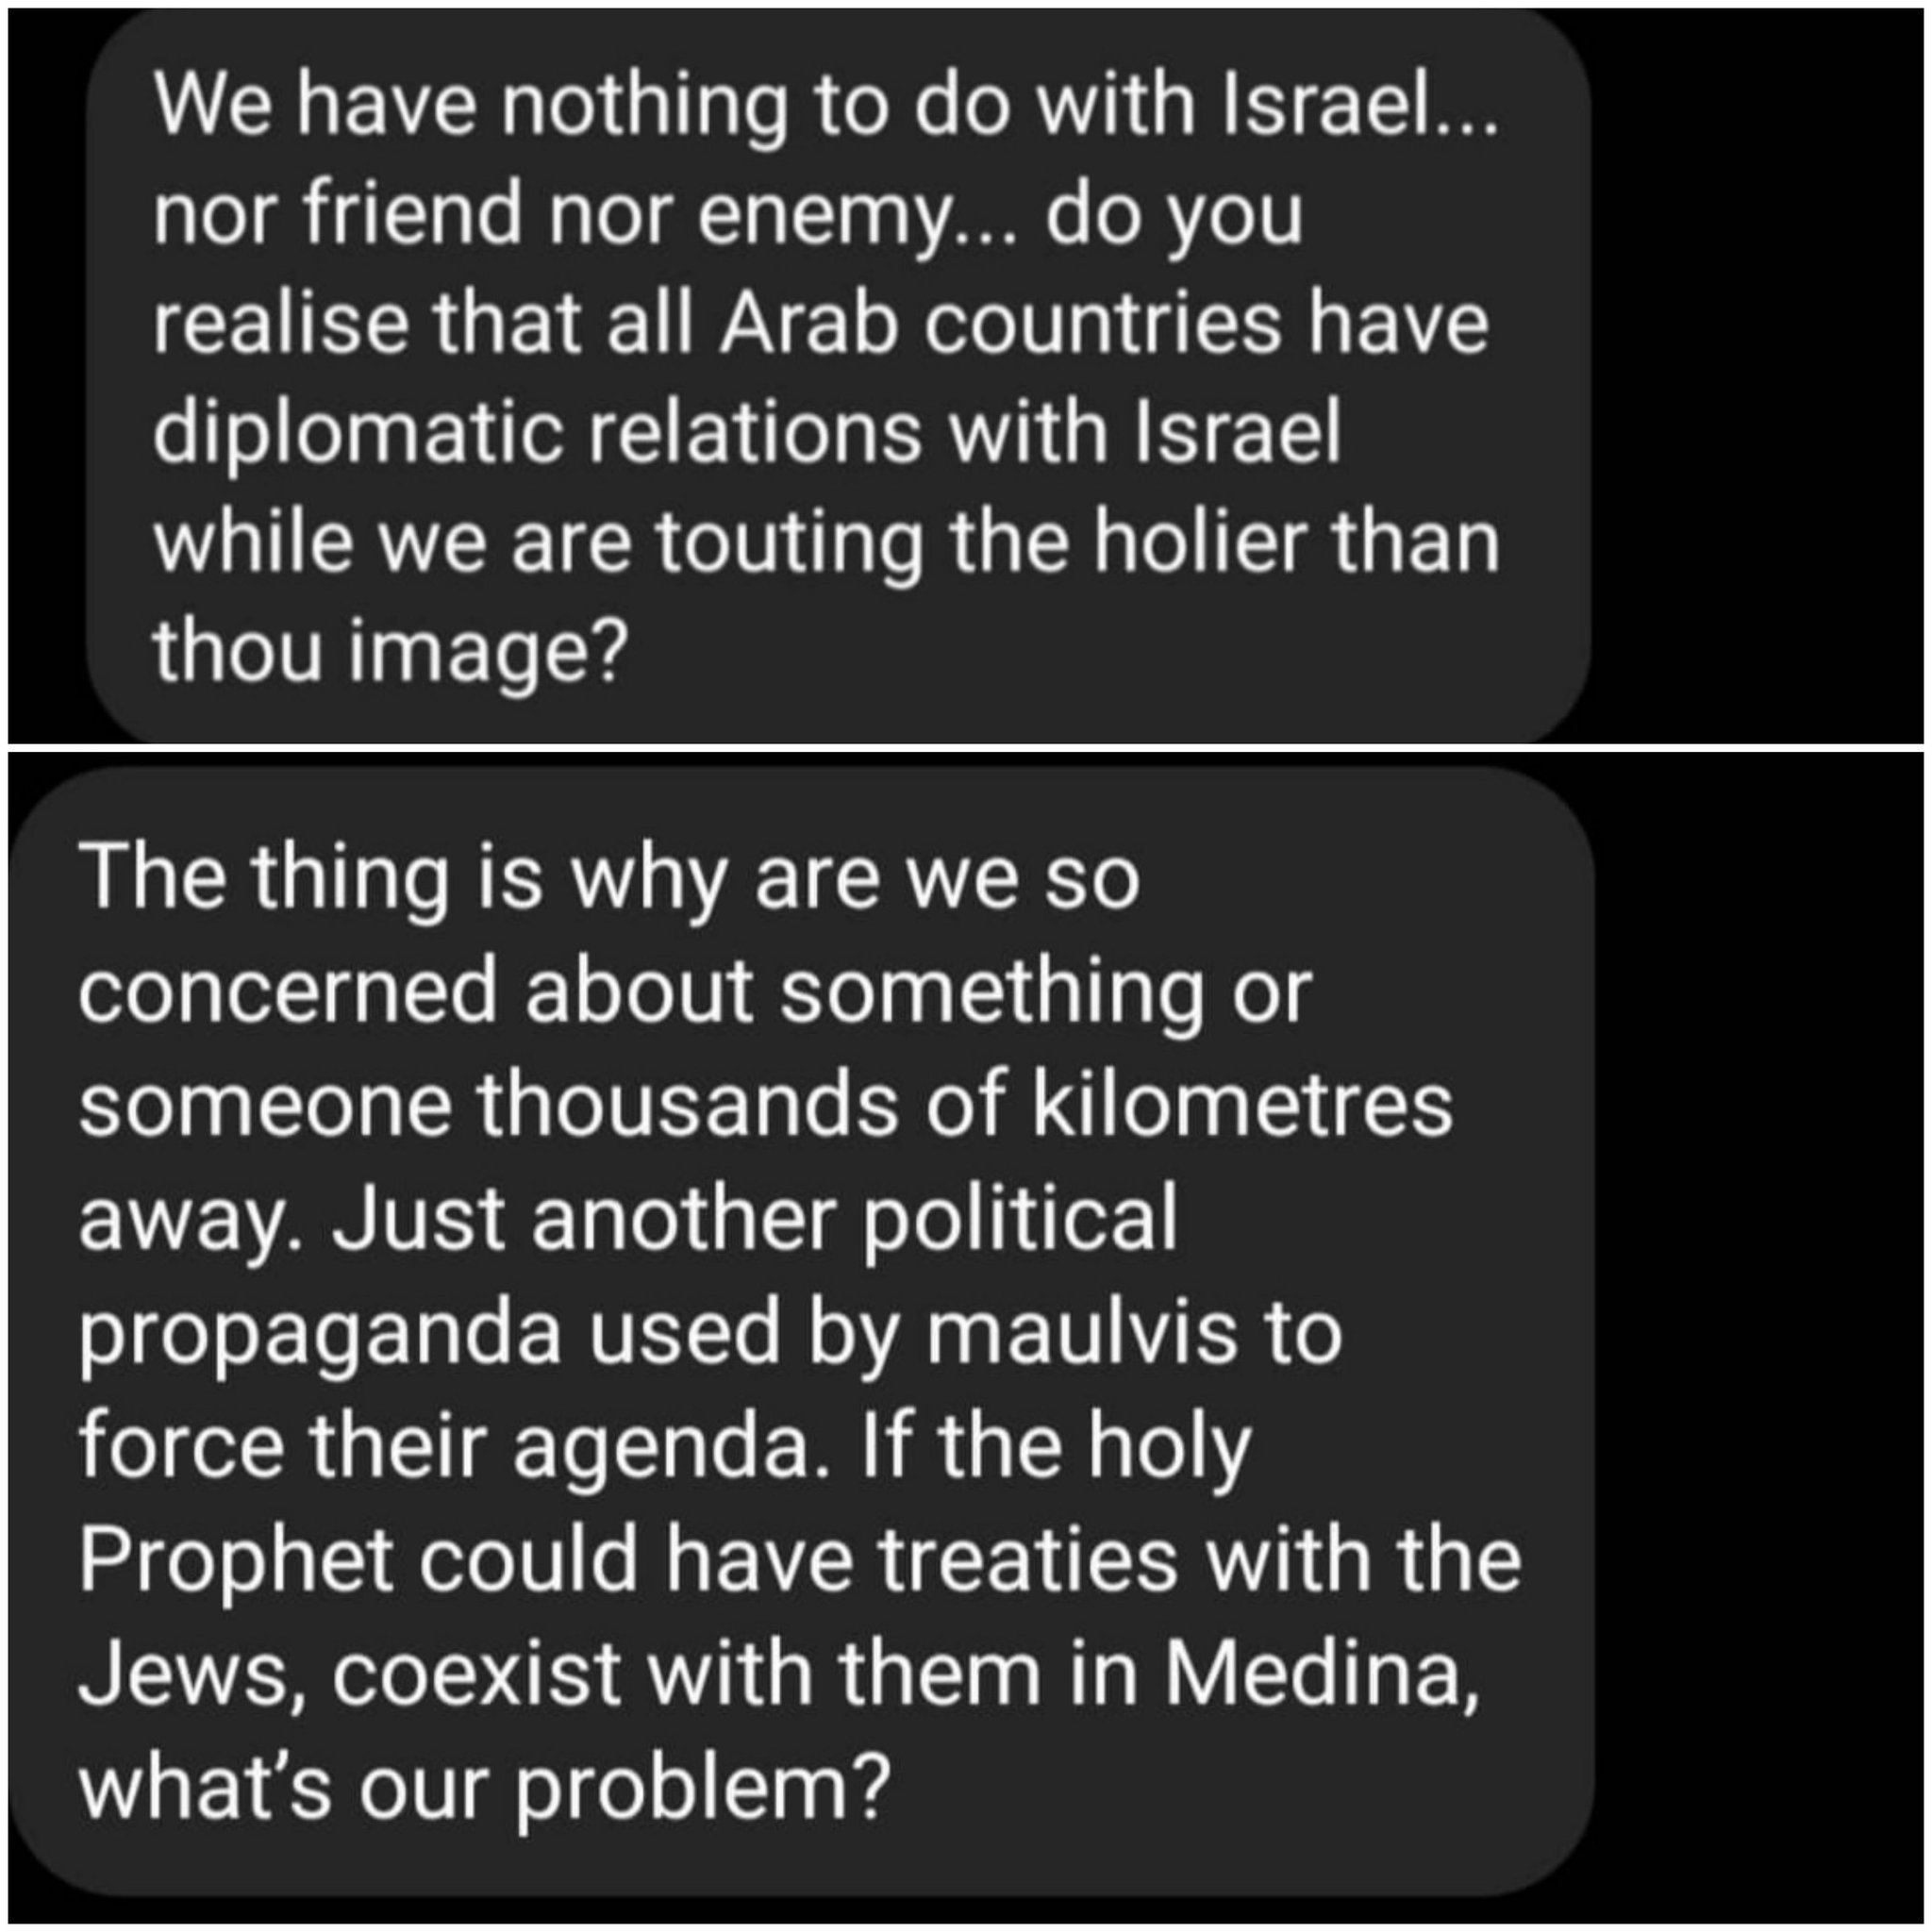 We have nothing to do with Israel...
nor friend nor enemy... do you
realise that all Arab countries have
diplomatic relations with Israel
while we are touting the holier than
thou image?
The thing is why are we so
concerned about something or
someone thousands of kilometres
away. Just another political
propaganda used by maulvis to
force their agenda. If the holy
Prophet could have treaties with the
Jews, coexist with them in Medina,
what’s our problem?